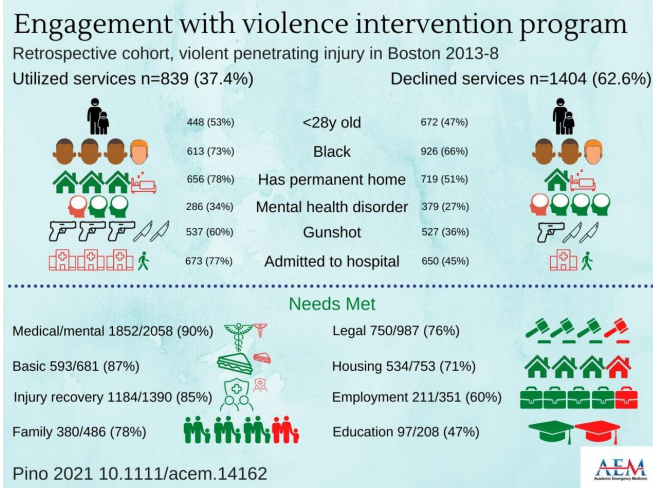 Engagement with violence intervention program
Retrospective cohort, violent penetrating injury in Boston 2013-8
Utilized services n=839 (37.4%) Declined services n=1404 (62.6%)
448 (53%) <28y old 672 (47%)
613 (73%) Black 926 (66%)
656 (78%) Has permanent home 719 (51%)
286 (34%) Mental health disorder 379 (27%)
537 (60%) Gunshot 527 (36%)
673 (77%) Admitted to hospital 650 (45%)
Needs Met
Medical/mental 1852/2058 (90%) Legal 750/987 (76%)
Basic 593/681 (87%) Housing 534/753 (71%)
Injury recovery 1184/1390 (85%) Employment 211/351 (60%)
Family 380/486 (78%) Education 97/208 (47%)
Pino 2021 10.1111/acem.14162
AEM
Academic Emergency Medicine